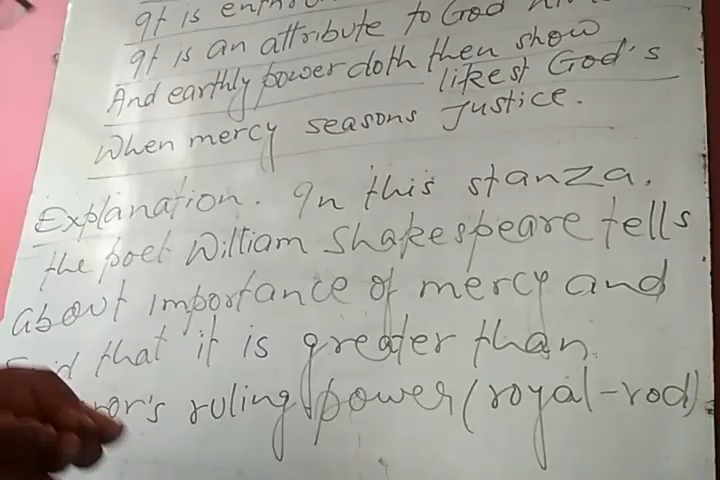 It is
It is an attribute to God
And earthly power doth then show
likest God's
When mercy seasons Justice.
Explanation. In this stanza,
the poet William Shakespeare tells
about importance of mercy and
that it is greater than
ruling power (royal-rod)